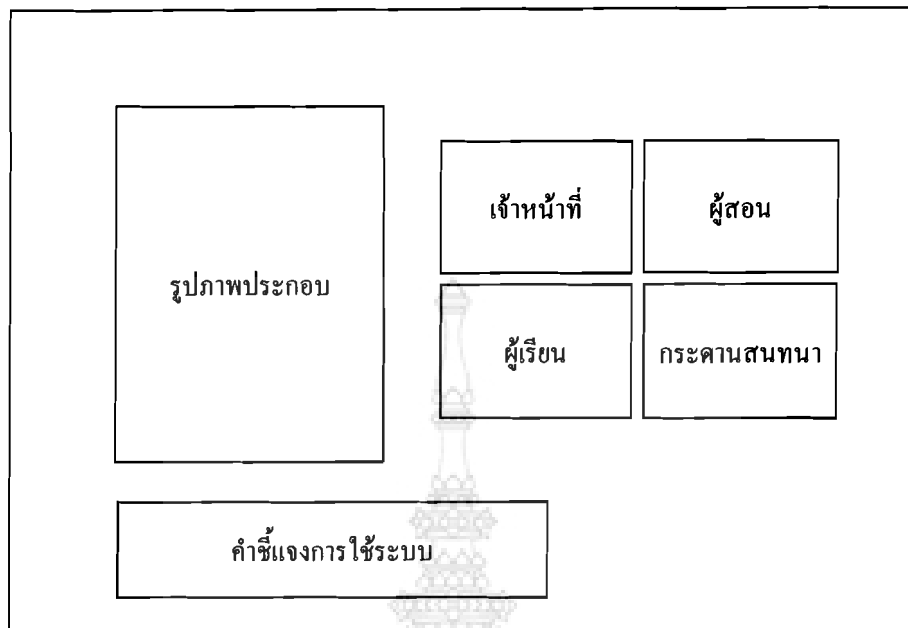 เจ้าหน้าที่
ผู้สอน
รูปภาพประกอบ
ผู้เรียน
กระดานสนทนา
คำชี้แจงการใช้ระบบ